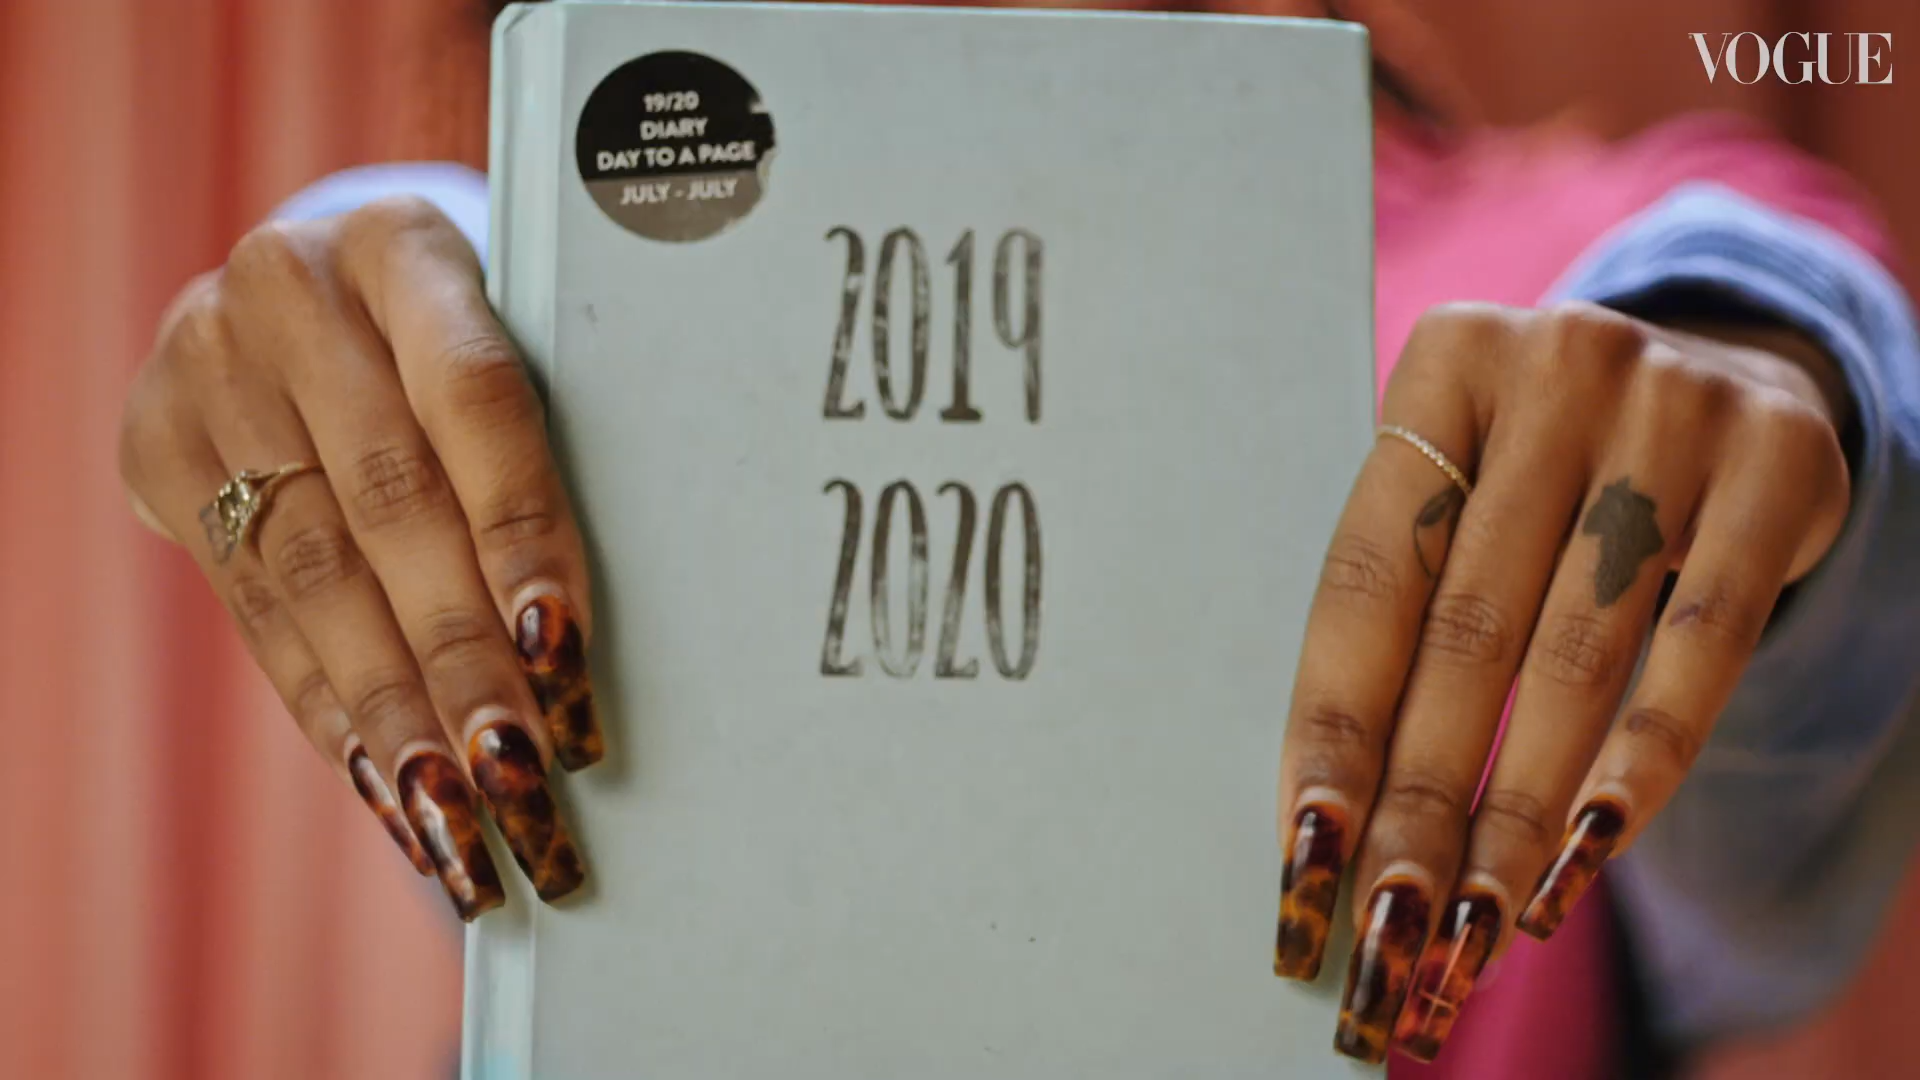 VOGUE
19/20
DIARY
DAY TO A PAGE
JULY - JULY
2019
2020